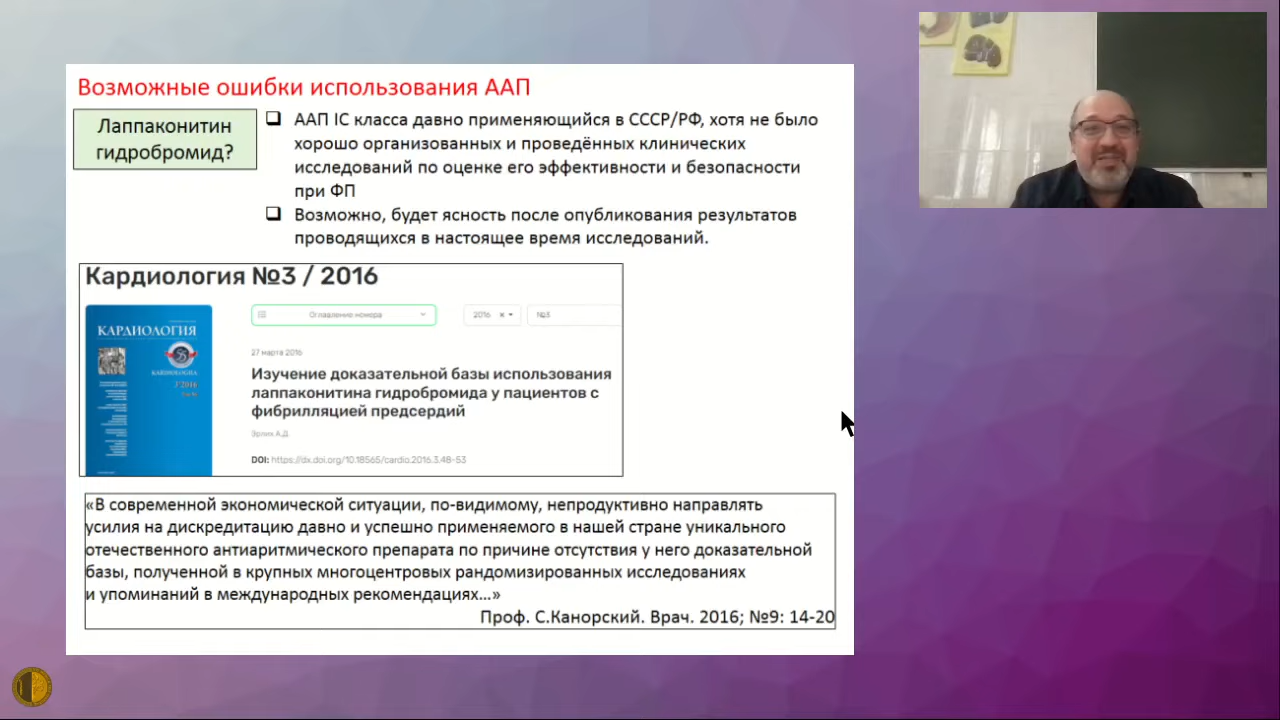 Возможные ошибки использования ААП
Лаппаконитин
гидробромид?
❑ ААП IC класса давно применяющийся в СССР/РФ, хотя не было
хорошо организованных и проведённых клинических
исследований по оценке его эффективности и безопасности
при ФП
❑ Возможно, будет ясность после опубликования результатов
проводящихся в настоящее время исследований.
Кардиология №3 / 2016
Оглавление номера
2016
№3
КАРДИОЛОГИЯ
KARDIOLOGIIA
3'2016
27 марта 2016
Изучение доказательной базы использования
лаппаконитина гидробромида у пациентов с
фибрилляцией предсердий
Эрлих А.Д.
DOI: https://dx.doi.org/10.18565/cardio.2016.3.48-53
«В современной экономической ситуации, по-видимому, непродуктивно направлять
усилия на дискредитацию давно и успешно применяемого в нашей стране уникального
отечественного антиаритмического препарата по причине отсутствия у него доказательной
базы, полученной в крупных многоцентровых рандомизированных исследованиях
и упоминаний в международных рекомендациях...»
Проф. С.Канорский. Врач. 2016; №9: 14-20